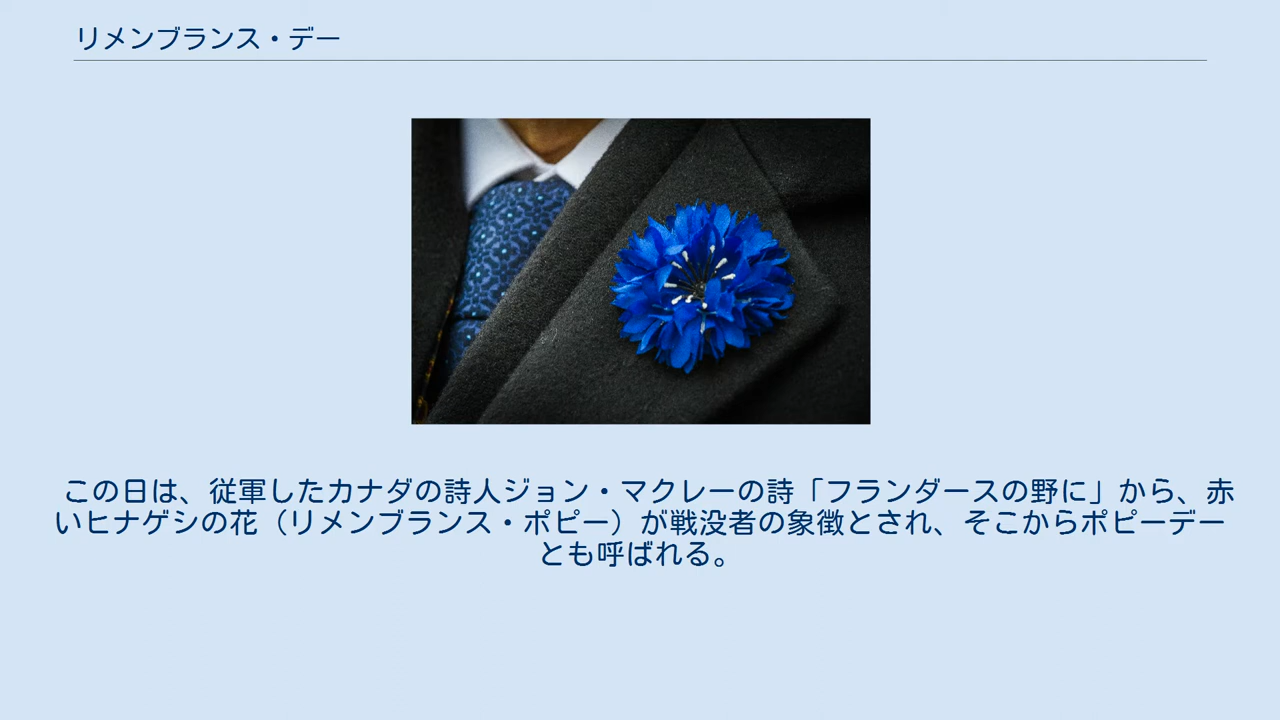 リメンブランス・デー
この日は、従軍したカナダの詩人ジョン・マクレーの詩「フランダースの野に」から、赤
いヒナゲシの花（リメンブランス・ポピー）が戦没者の象徴とされ、そこからポピーデー
とも呼ばれる。